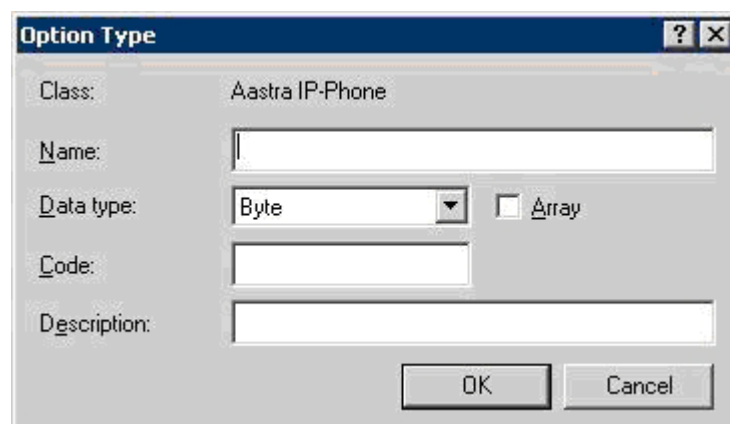 Option Type ? X
Class: Aastra IP-Phone
Name:
Data type: Byte Array
Code:
Description:
OK Cancel